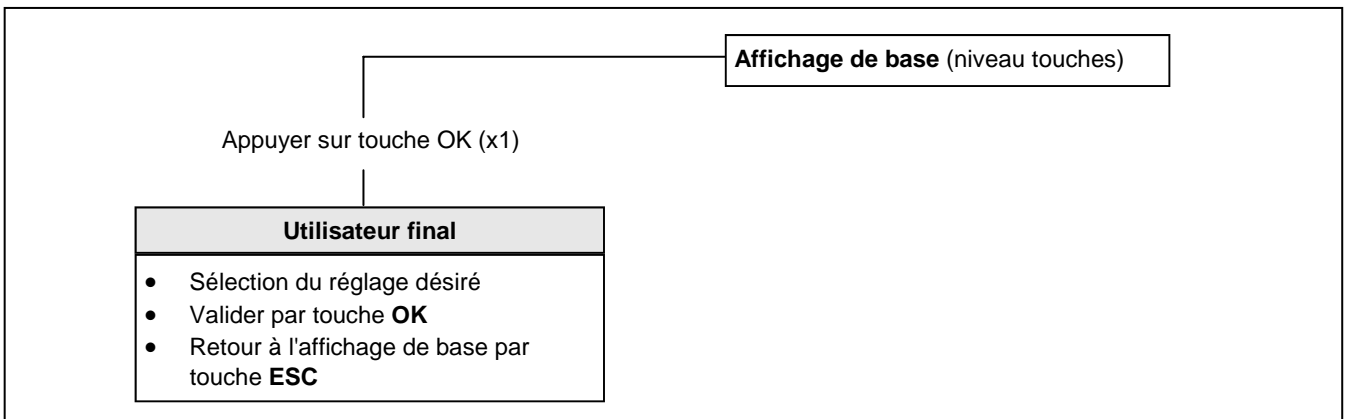 Affichage de base (niveau touches)
Appuyer sur touche OK (x1)
Utilisateur final
• Sélection du réglage désiré
• Valider par touche OK
• Retour à l'affichage de base par
touche ESC